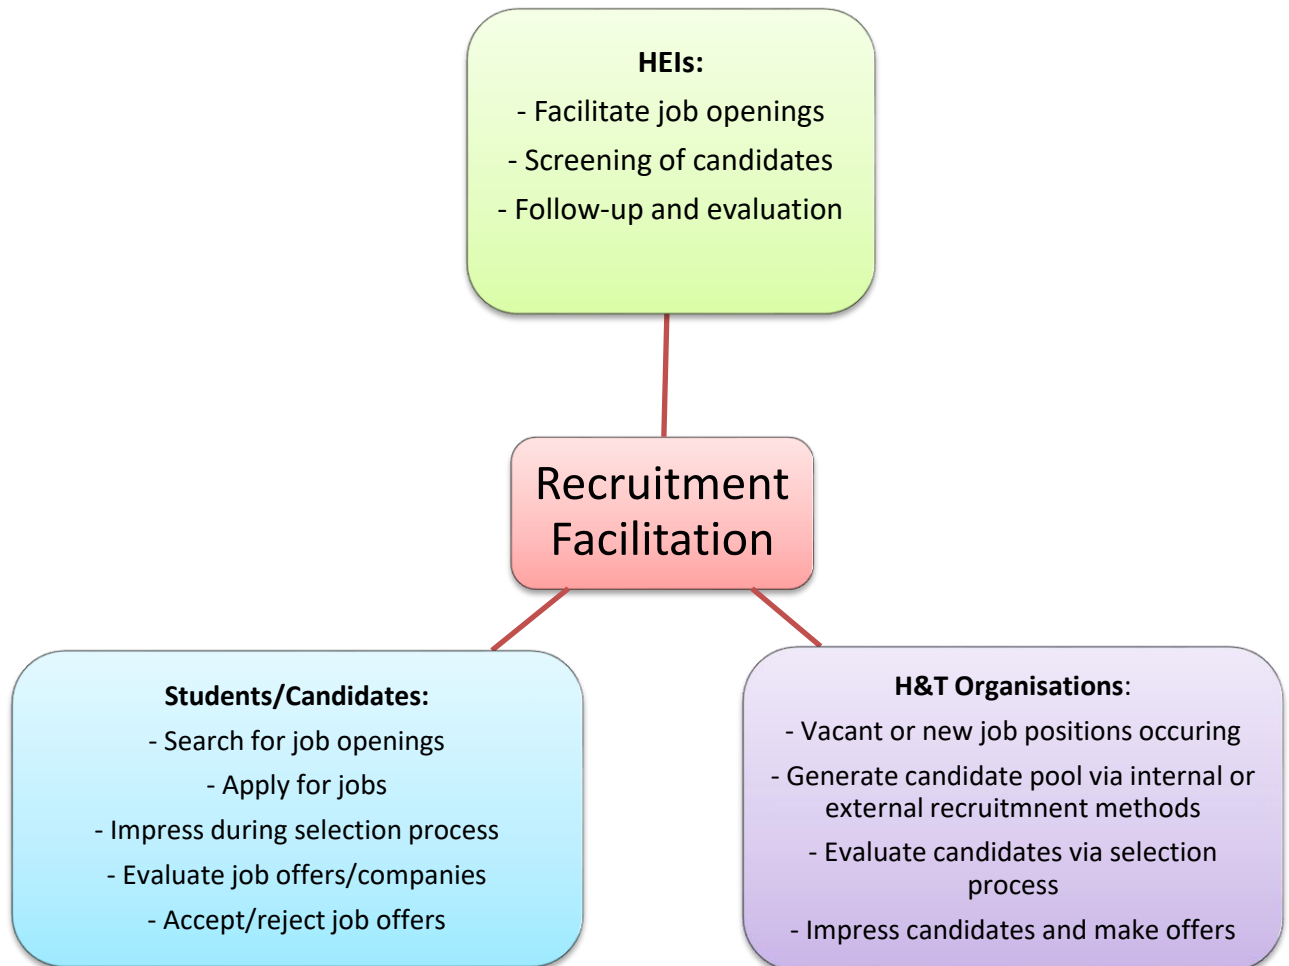 HEIs:
- Facilitate job openings
- Screening of candidates
- Follow-up and evaluation
Recruitment
Facilitation
Students/Candidates:
- Search for job openings
- Apply for jobs
- Impress during selection process
- Evaluate job offers/companies
- Accept/reject job offers
H&T Organisations:
- Vacant or new job positions occuring
- Generate candidate pool via internal or
external recruitmnent methods
- Evaluate candidates via selection
process
- Impress candidates and make offers